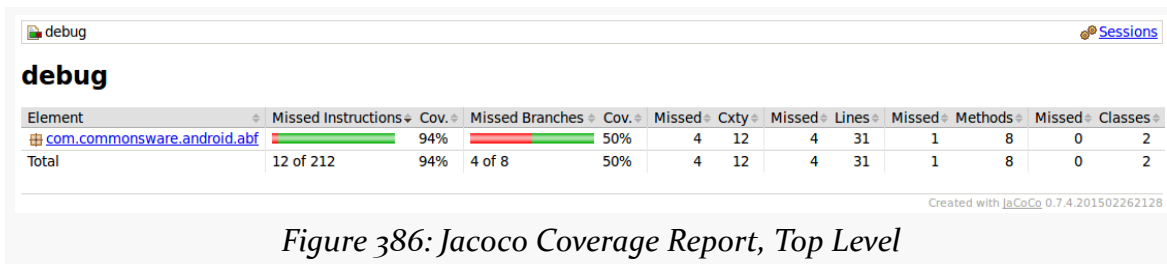 debug Sessions
debug
Element Missed Instructions Cov. Missed Branches Cov. Missed Cxty Missed Lines Missed Methods Missed Classes
com.commonsware.android.abf 94% 50% 4 12 4 31 1 8 0 2
Total 12 of 212 94% 4 of 8 50% 4 12 4 31 1 8 0 2
Created with JaCoCo 0.7.4.201502262128
Figure 386: Jacoco Coverage Report, Top Level